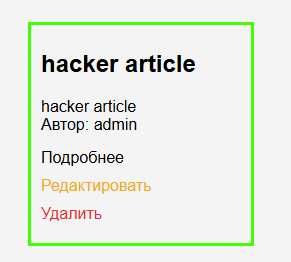 hacker article
hacker article
Автор: admin
Подробнее
Редактировать
Удалить